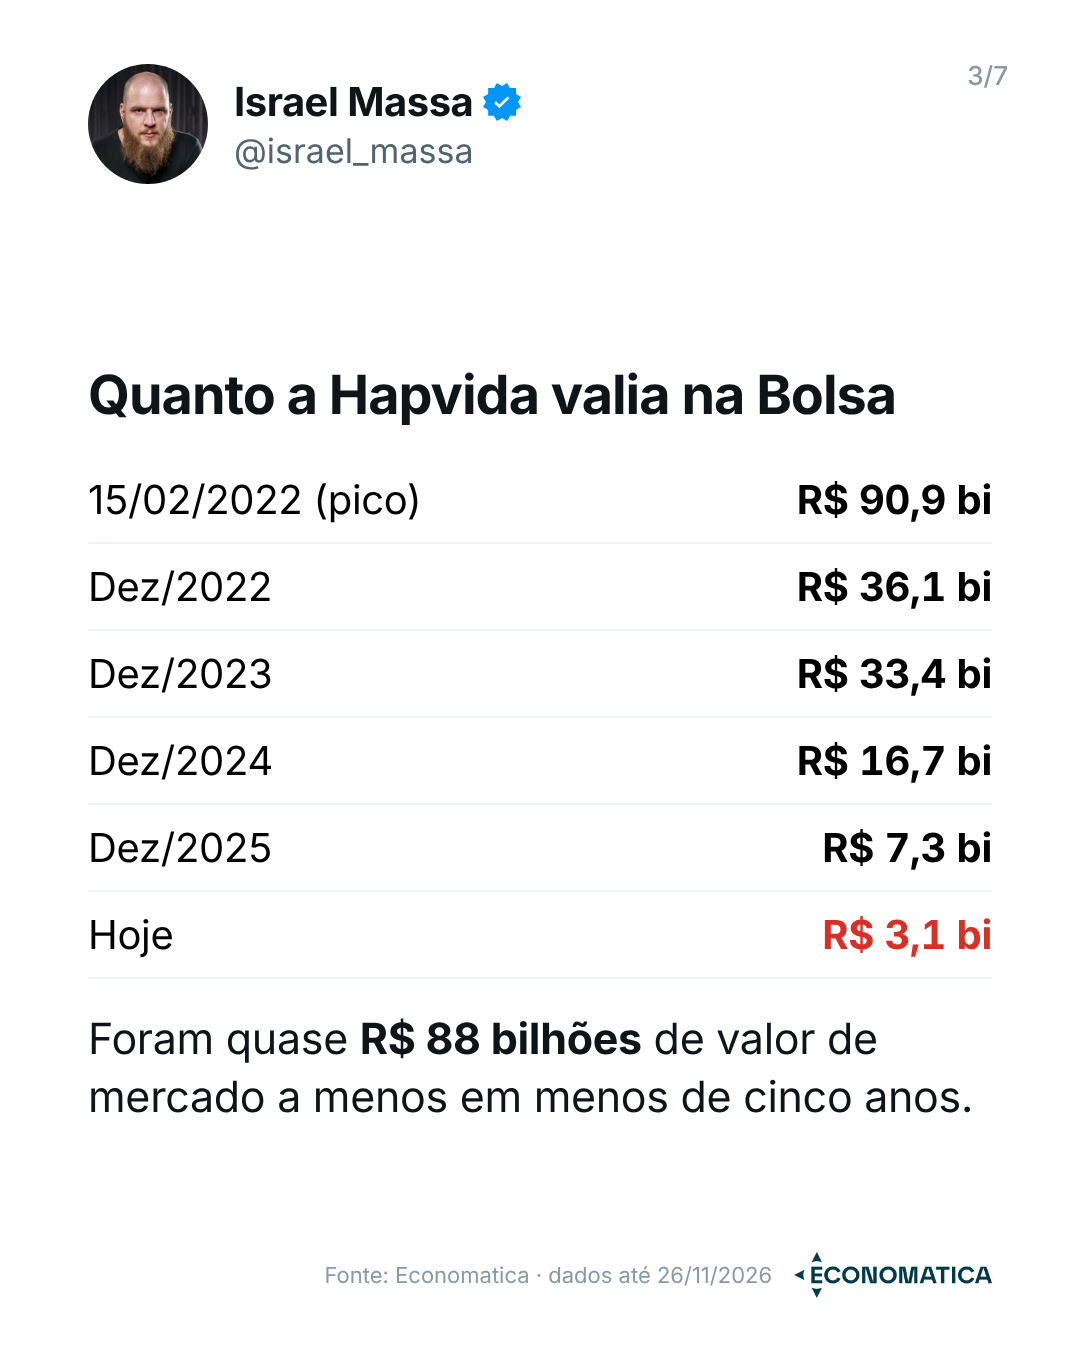 Israel Massa
@israel_massa
3/7
Quanto a Hapvida valia na Bolsa
15/02/2022 (pico) R$ 90,9 bi
Dez/2022 R$ 36,1 bi
Dez/2023 R$ 33,4 bi
Dez/2024 R$ 16,7 bi
Dez/2025 R$ 7,3 bi
Hoje R$ 3,1 bi
Foram quase R$ 88 bilhões de valor de
mercado a menos em menos de cinco anos.
Fonte: Economatica · dados até 26/11/2026 ECONOMATICA